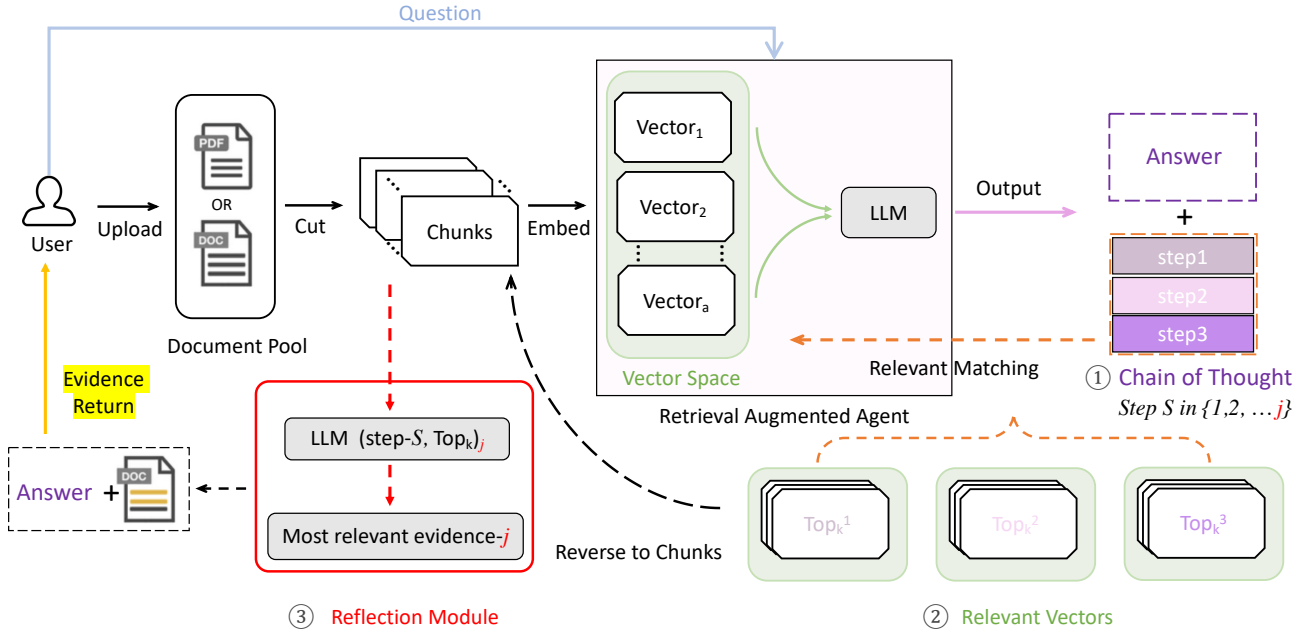 Question
User
Upload
PDF
OR
DOC
Document Pool
Cut
Chunks
Embed
Vector1
Vector2
Vectora
Vector Space
LLM
Retrieval Augmented Agent
Output
Answer
+
step1
step2
step3
① Chain of Thought
Step S in {1,2, …j}
Relevant Matching
Topk1
Topk2
Topk3
② Relevant Vectors
Reverse to Chunks
LLM (step-S, Topk)j
Most relevant evidence-j
③ Reflection Module
Answer +
DOC
Evidence
Return